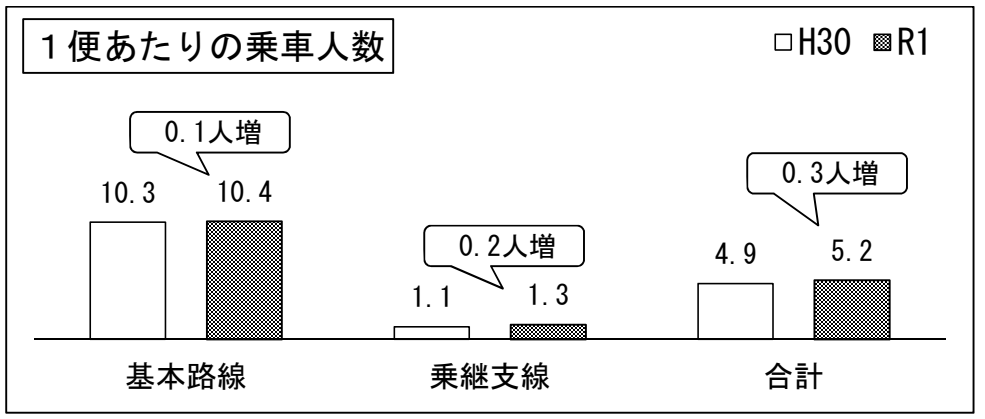 １便あたりの乗車人数
□H30 ▩R1
0.1人増
10.3 10.4
0.2人増
1.1 1.3
0.3人増
4.9 5.2
基本路線 乗継支線 合計